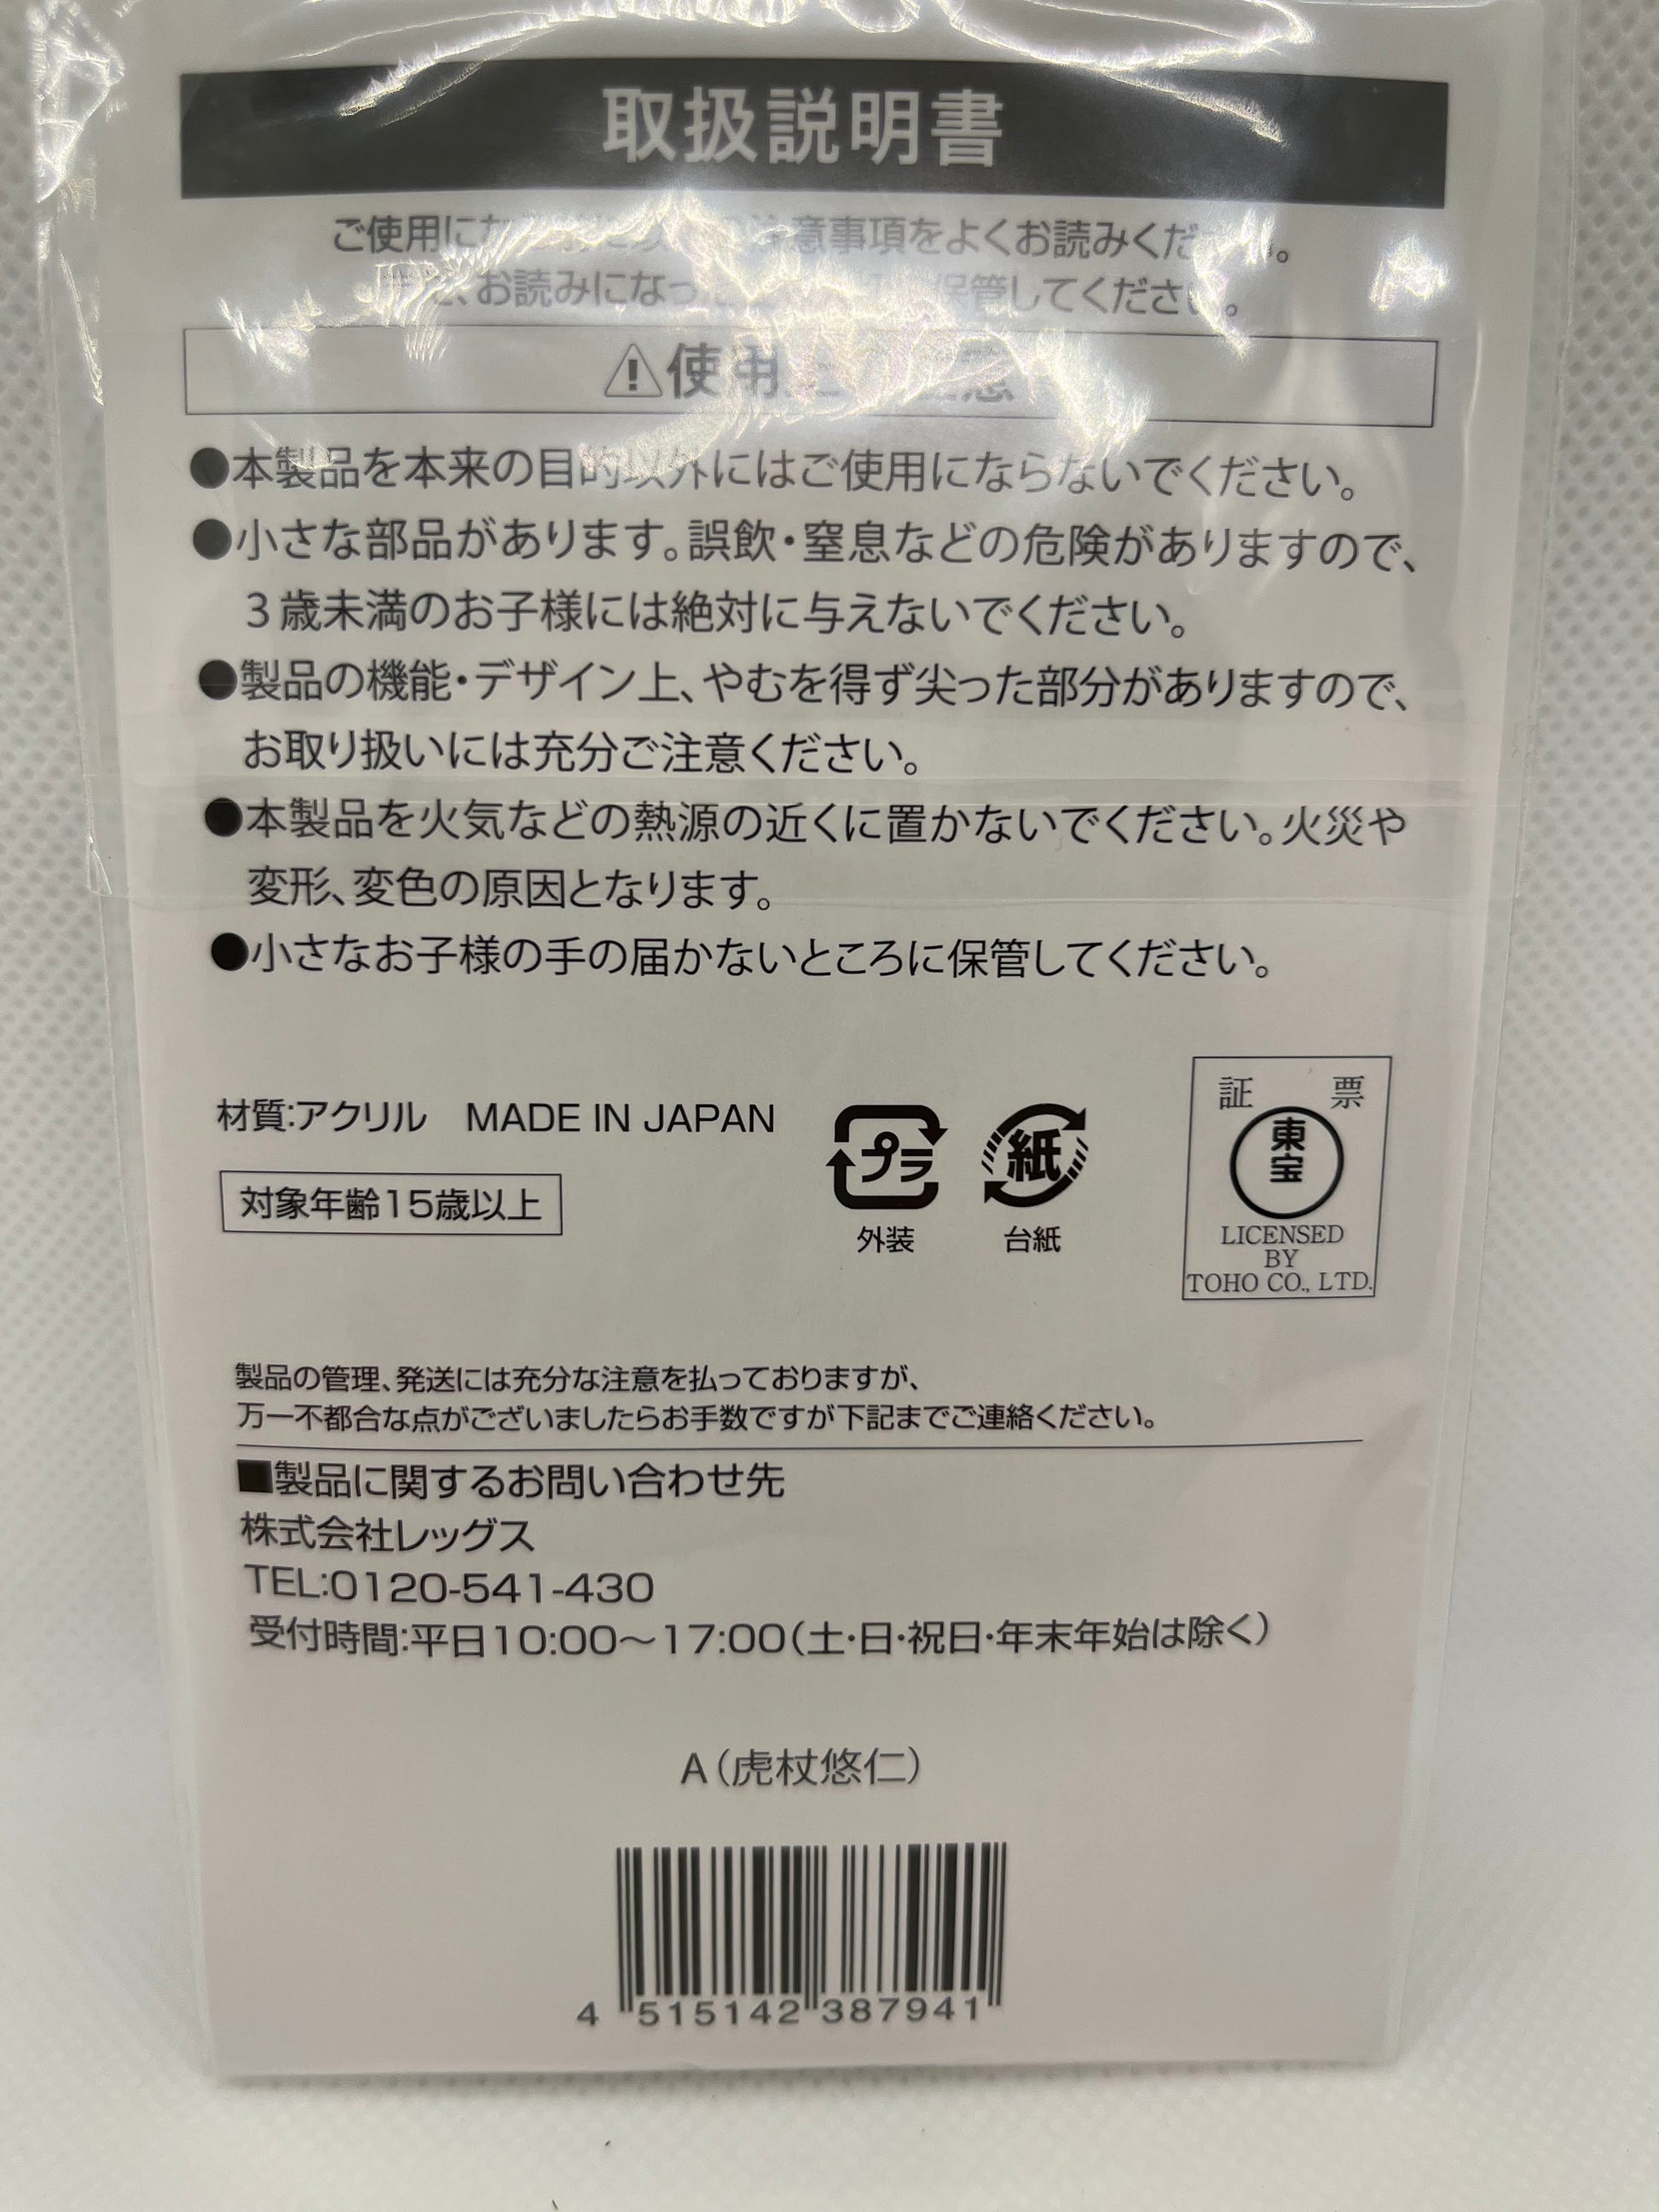 取扱説明書
ご使用に 注意事項をよくお読みくだ
お読みになっ 保管してくださ 。
使用
●本製品を本来の目的以外にはご使用にならないでください。
●小さな部品があります。誤飲・窒息などの危険がありますので、
3歳未満のお子様には絶対に与えないでください。
●製品の機能・デザイン上、やむを得ず尖った部分がありますので、
お取り扱いには充分ご注意ください。
●本製品を火気などの熱源の近くに置かないでください。火災や
変形、変色の原因となります。
●小さなお子様の手の届かないところに保管してください。
材質:アクリル MADE IN JAPAN
対象年齢15歳以上
プラ
外装
紙
台紙
証 票
東宝
LICENSED
BY
TOHO CO., LTD.
製品の管理、発送には充分な注意を払っておりますが、
万一不都合な点がございましたらお手数ですが下記までご連絡ください。
■製品に関するお問い合わせ先
株式会社レッグス
TEL:0120-541-430
受付時間:平日10:00～17:00(土・日・祝日・年末年始は除く)
A(虎杖悠仁)
4 515142 387941